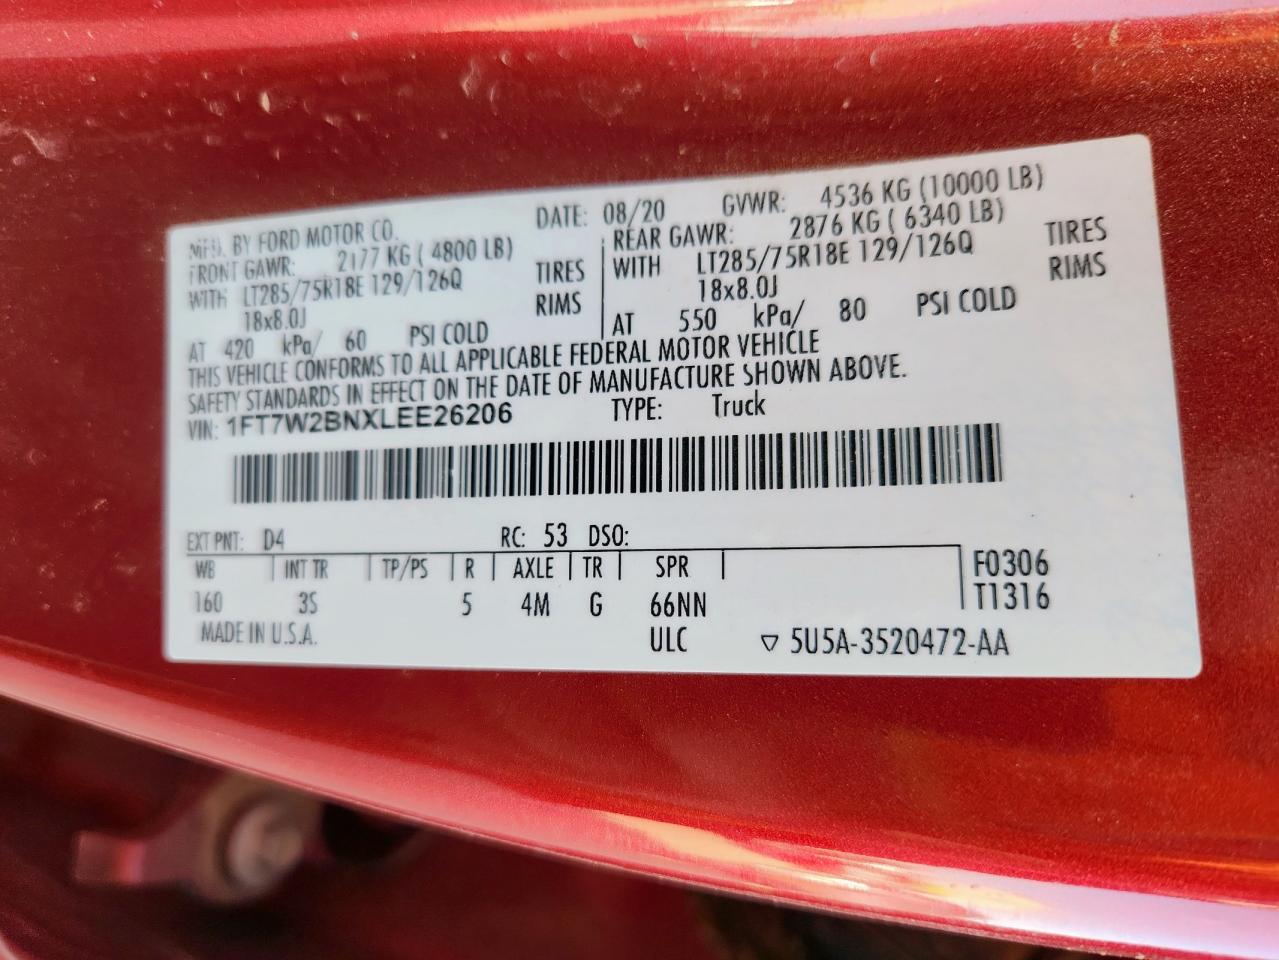 MFD. BY FORD MOTOR CO. DATE: 08/20 GVWR: 4536 KG (10000 LB)
FRONT GAWR: 2177 KG ( 4800 LB) REAR GAWR: 2876 KG ( 6340 LB)
WITH LT285/75R18E 129/126Q TIRES WITH LT285/75R18E 129/126Q TIRES
18x8.0J RIMS 18x8.0J RIMS
AT 420 kPa/ 60 PSI COLD AT 550 kPa/ 80 PSI COLD
THIS VEHICLE CONFORMS TO ALL APPLICABLE FEDERAL MOTOR VEHICLE
SAFETY STANDARDS IN EFFECT ON THE DATE OF MANUFACTURE SHOWN ABOVE.
VIN: 1FT7W2BNXLEE26206 TYPE: Truck
EXT PNT: D4 RC: 53 DSO:
WB INT TR TP/PS R AXLE TR SPR F0306
160 3S 5 4M G 66NN T1316
MADE IN U.S.A. ULC ▽ 5U5A-3520472-AA